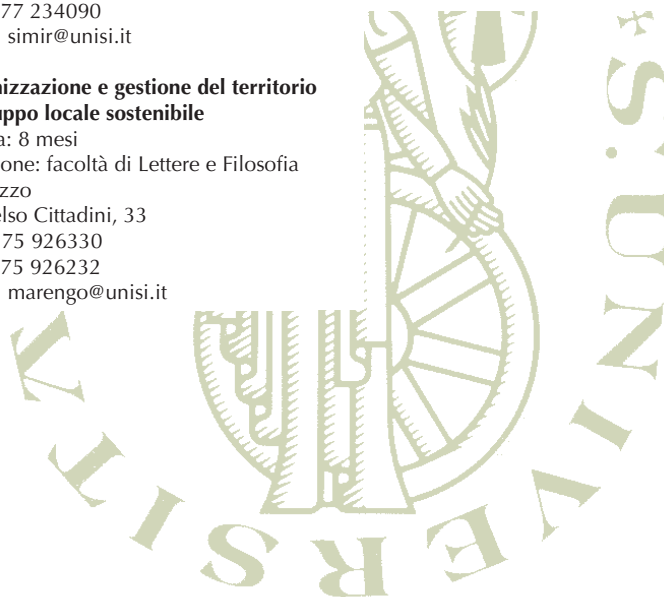 77 234090
simir@unisi.it
nizzazione e gestione del territorio
uppo locale sostenibile
a: 8 mesi
one: facoltà di Lettere e Filosofia
zzo
elso Cittadini, 33
75 926330
75 926232
marengo@unisi.it
S. UNIVERSITA